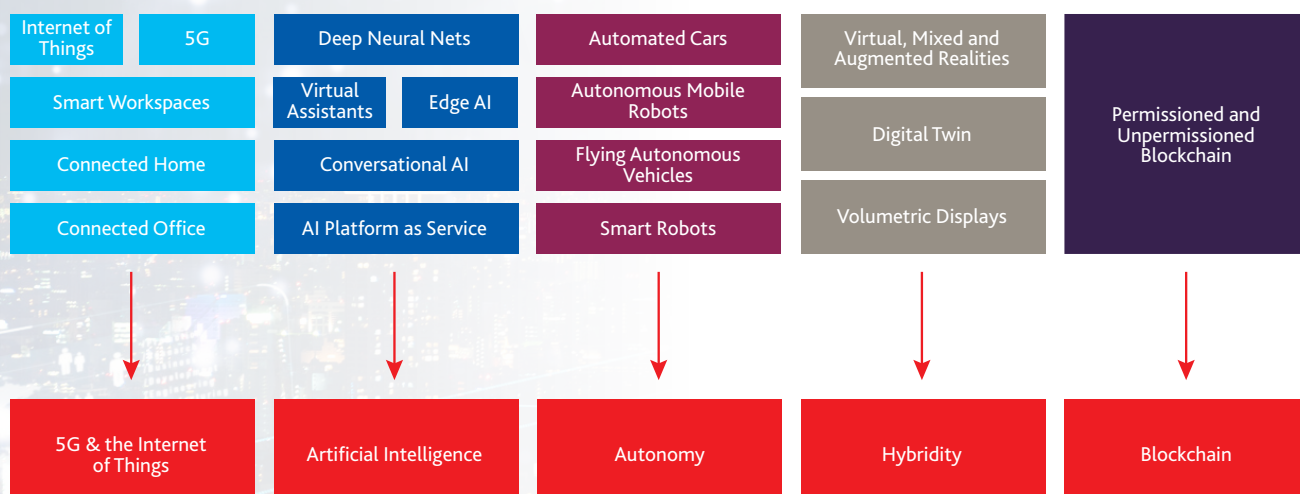 Internet of
Things
5G
Smart Workspaces
Connected Home
Connected Office
Deep Neural Nets
Virtual
Assistants
Edge AI
Conversational AI
AI Platform as Service
Automated Cars
Autonomous Mobile
Robots
Flying Autonomous
Vehicles
Smart Robots
Virtual, Mixed and
Augmented Realities
Digital Twin
Volumetric Displays
Permissioned and
Unpermissioned
Blockchain
5G & the Internet
of Things
Artificial Intelligence
Autonomy
Hybridity
Blockchain